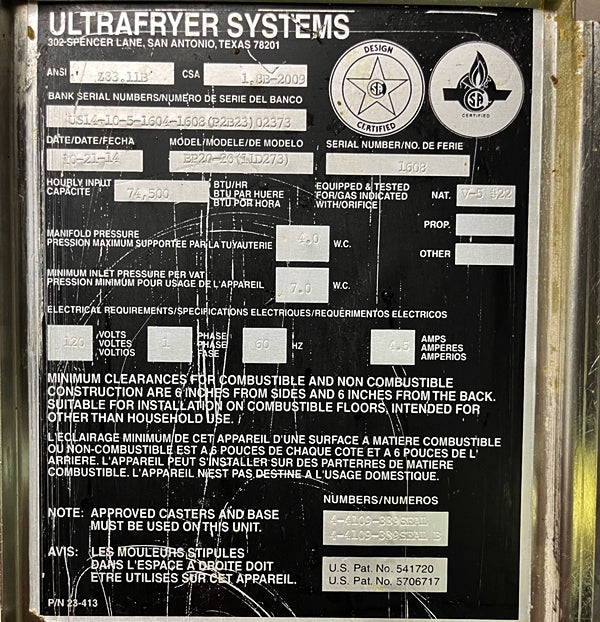 ULTRAFRYER SYSTEMS
302 SPENCER LANE, SAN ANTONIO, TEXAS 78201
ANSI Z83.11B CSA 1.8B-2009
DESIGN
CERTIFIED
CERTIFIED
BANK SERIAL NUMBERS/NUMERO DE SERIE DEL BANCO
US14-10-5-1604-1608(P2B23)02373
DATE/DATE/FECHA MODEL/MODELE/DE MODELO SERIAL NUMBER/NO. DE FERIE
10-21-14 BP20-20(11D273) 1608
HOURLY INPUT
CAPACITE
74,500
BTU/HR
BTU PAR HUERE
BTU POR HORA
EQUIPPED & TESTED
FOR/GAS INDICATED
WITH/ORIFICE
NAT. V-5 #22
PROP.
OTHER
MANIFOLD PRESSURE
PRESSION MAXIMUM SUPPORTEE PAR LA TUYAUTERIE
4.0 W.C.
MINIMUM INLET PRESSURE PER VAT
PRESSION MINIMUM POUR USAGE DE L'APPAREIL
7.0 W.C.
ELECTRICAL REQUIREMENTS/SPECIFICATIONS ELECTRIQUES/REQUERIMENTOS ELECTRICOS
120
VOLTS
VOLTES
VOLTIOS
1
PHASE
PHASE
FASE
60 HZ
4.5
AMPS
AMPERES
AMPERIOS
MINIMUM CLEARANCES FOR COMBUSTIBLE AND NON COMBUSTIBLE
CONSTRUCTION ARE 6 INCHES FROM SIDES AND 6 INCHES FROM THE BACK.
SUITABLE FOR INSTALLATION ON COMBUSTIBLE FLOORS. INTENDED FOR
OTHER THAN HOUSEHOLD USE.
L'ECLAIRAGE MINIMUM DE CET APPAREIL D'UNE SURFACE A MATIERE COMBUSTIBLE
OU NON-COMBUSTIBLE EST A 6 POUCES DE CHAQUE COTE ET A 6 POUCES DE L'
ARRIERE. L'APPAREIL PEUT S'INSTALLER SUR DES PARTERRES DE MATIERE
COMBUSTIBLE. L'APPAREIL N'EST PAS DESTINE A L'USAGE DOMESTIQUE.
NUMBERS/NUMEROS
NOTE: APPROVED CASTERS AND BASE
MUST BE USED ON THIS UNIT.
4-4109-389SEAL
4-4109-389SEAL B
AVIS: LES MOULEURS STIPULES
DANS L'ESPACE A DROITE DOIT
ETRE UTILISES SUR CET APPAREIL.
U.S. Pat. No. 541720
U.S. Pat. No. 5706717
P/N 23-413